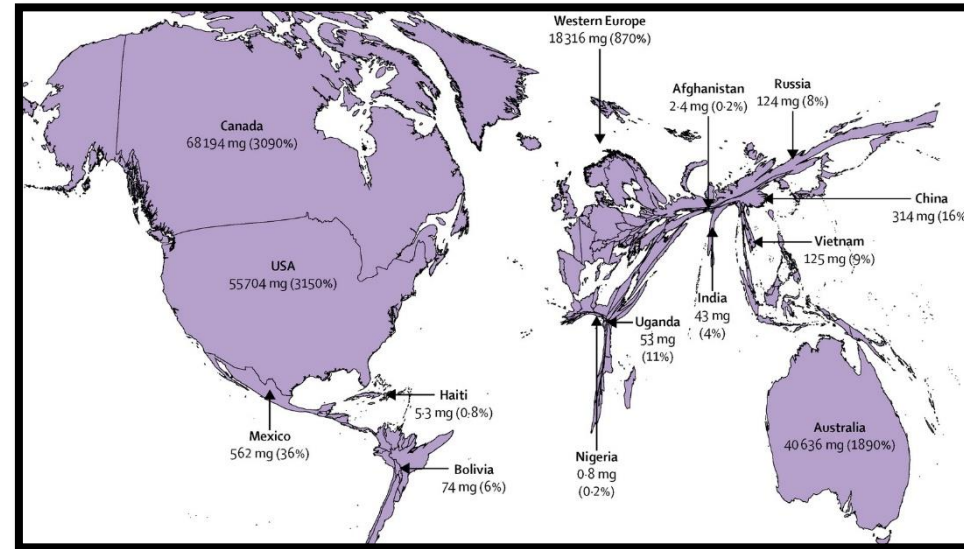 Western Europe
18 316 mg (870%)
Afghanistan
2·4 mg (0·2%)
Russia
124 mg (8%)
Canada
68 194 mg (3090%)
China
314 mg (16%
USA
55 704 mg (3150%)
Vietnam
125 mg (9%)
India
43 mg
(4%)
Uganda
53 mg
(11%)
Haiti
5·3 mg (0·8%)
Mexico
562 mg (36%)
Bolivia
74 mg (6%)
Nigeria
0·8 mg
(0·2%)
Australia
40 636 mg (1890%)